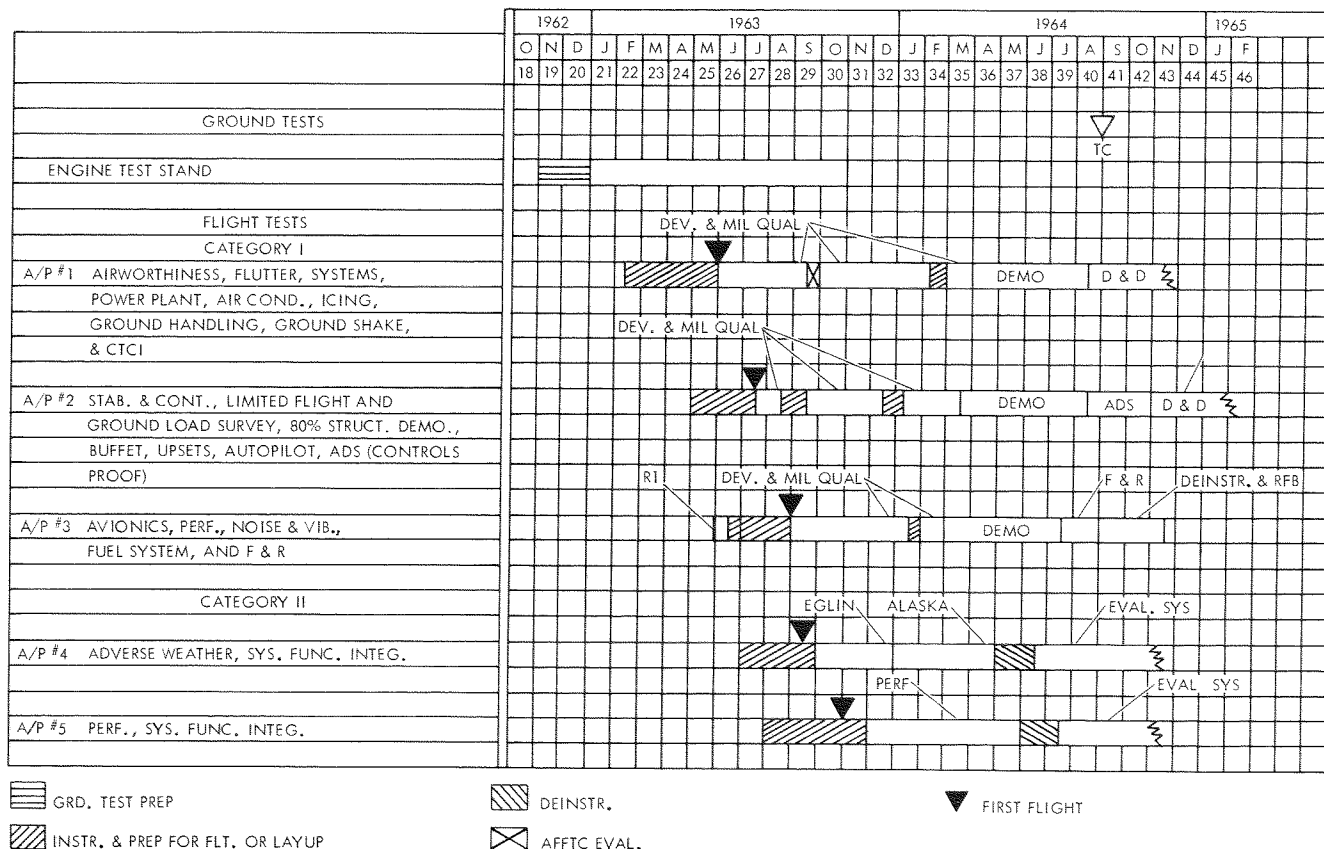 1962 1963 1964 1965
O N D J F M A M J J A S O N D J F M A M J J A S O N D J F
18 19 20 21 22 23 24 25 26 27 28 29 30 31 32 33 34 35 36 37 38 39 40 41 42 43 44 45 46
GROUND TESTS
TC
ENGINE TEST STAND
FLIGHT TESTS
DEV. & MIL QUAL
CATEGORY I
A/P #1 AIRWORTHINESS, FLUTTER, SYSTEMS,
DEMO D & D
POWER PLANT, AIR COND., ICING,
GROUND HANDLING, GROUND SHAKE,
DEV. & MIL QUAL
& CTCI
A/P #2 STAB. & CONT., LIMITED FLIGHT AND
DEMO ADS D & D
GROUND LOAD SURVEY, 80% STRUCT. DEMO.,
BUFFET, UPSETS, AUTOPILOT, ADS (CONTROLS
PROOF)
RI DEV. & MIL QUAL F & R DEINSTR. & RFB
A/P #3 AVIONICS, PERF., NOISE & VIB.,
DEMO
FUEL SYSTEM, AND F & R
CATEGORY II
EGLIN ALASKA EVAL. SYS
A/P #4 ADVERSE WEATHER, SYS. FUNC. INTEG.
PERF EVAL SYS
A/P #5 PERF., SYS. FUNC. INTEG.
GRD. TEST PREP DEINSTR. FIRST FLIGHT
INSTR. & PREP FOR FLT. OR LAYUP AFFTC EVAL.